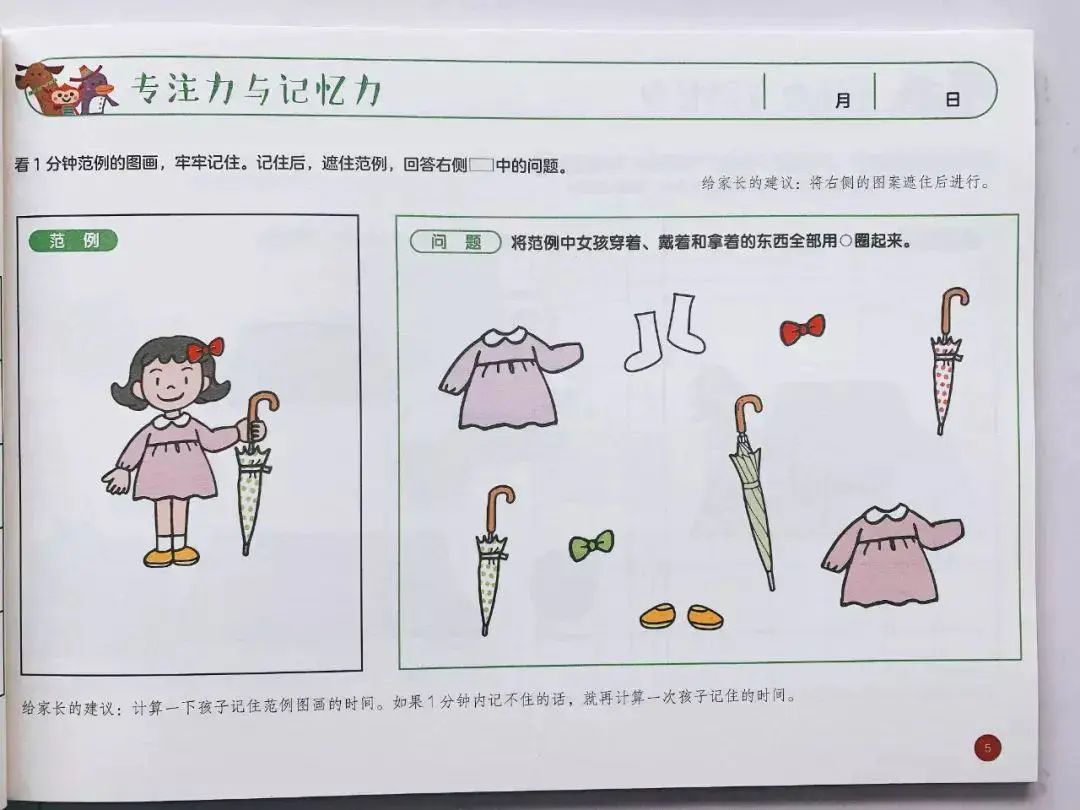 专注力与记忆力
月 日
看1分钟范例的图画，牢牢记住。记住后，遮住范例，回答右侧□中的问题。
给家长的建议：将右侧的图案遮住后进行。
范 例
问 题 将范例中女孩穿着、戴着和拿着的东西全部用○圈起来。
给家长的建议：计算一下孩子记住范例图画的时间。如果1分钟内记不住的话，就再计算一次孩子记住的时间。
5